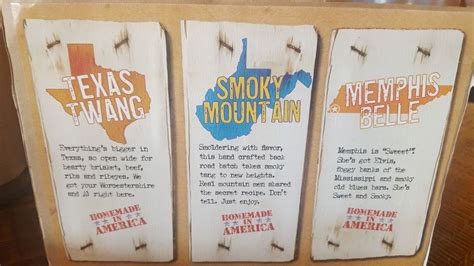 TEXAS
TWANG
Everything's bigger in
Texas, so open wide for
hearty brisket, beef,
ribs and ribeyes. We
got your Worcestershire
and A1 right here.
HOMEMADE
IN
AMERICA
SMOKY
MOUNTAIN
Smoldering with flavor,
this hand crafted back
road batch takes smoky
tang to new heights.
Real mountain men shared
the secret recipe. Don't
tell. Just enjoy.
HOMEMADE
IN
AMERICA
MEMPHIS
BELLE
Memphis is "Sweeet".
She's got Elvis,
foggy banks of the
Mississippi and smoky
old blues bars. She's
Sweet and Smoky.
HOMEMADE
IN
AMERICA